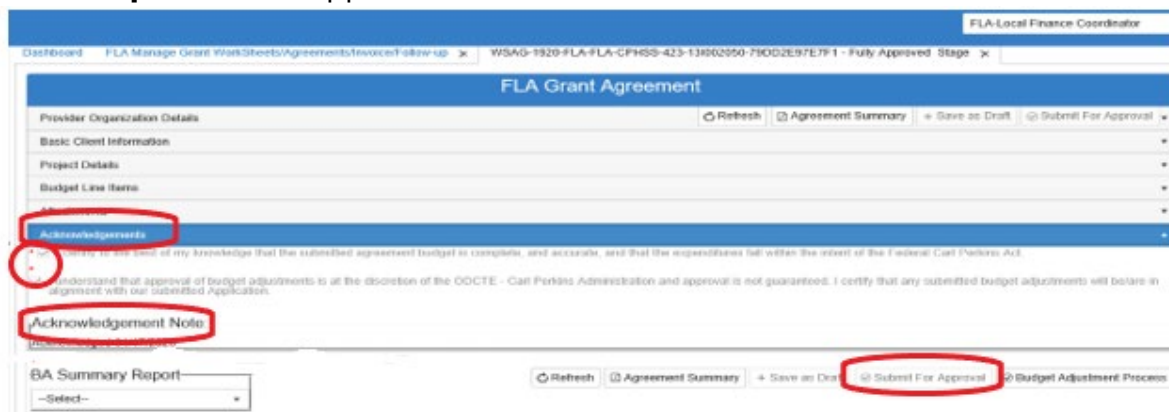 FLA-Local Finance Coordinator
Dashboard FLA Manage Grant WorkSheets/Agreements/Invoice/Follow-up x WSAG-1920-FLA-FLA-CPHSS-423- - Fully Approved Stage x
FLA Grant Agreement
Provider Organization Details Refresh Agreement Summary + Save as Draft Submit For Approval
Basic Client Information
Project Details
Budget Line Items
Acknowledgements
to the best of my knowledge that the submitted agreement budget is complete, and accurate, and that the expenditures fall within the intent of the Federal Carl Perkins Act.
understand that approval of budget adjustments is at the discretion of the ODCTE - Carl Perkins Administration and approval is not guaranteed. I certify that any submitted budget adjustments will be/are in
alignment with our submitted Application.
Acknowledgement Note:
BA Summary Report
--Select--
Refresh Agreement Summary + Save as Draft Submit For Approval Budget Adjustment Process